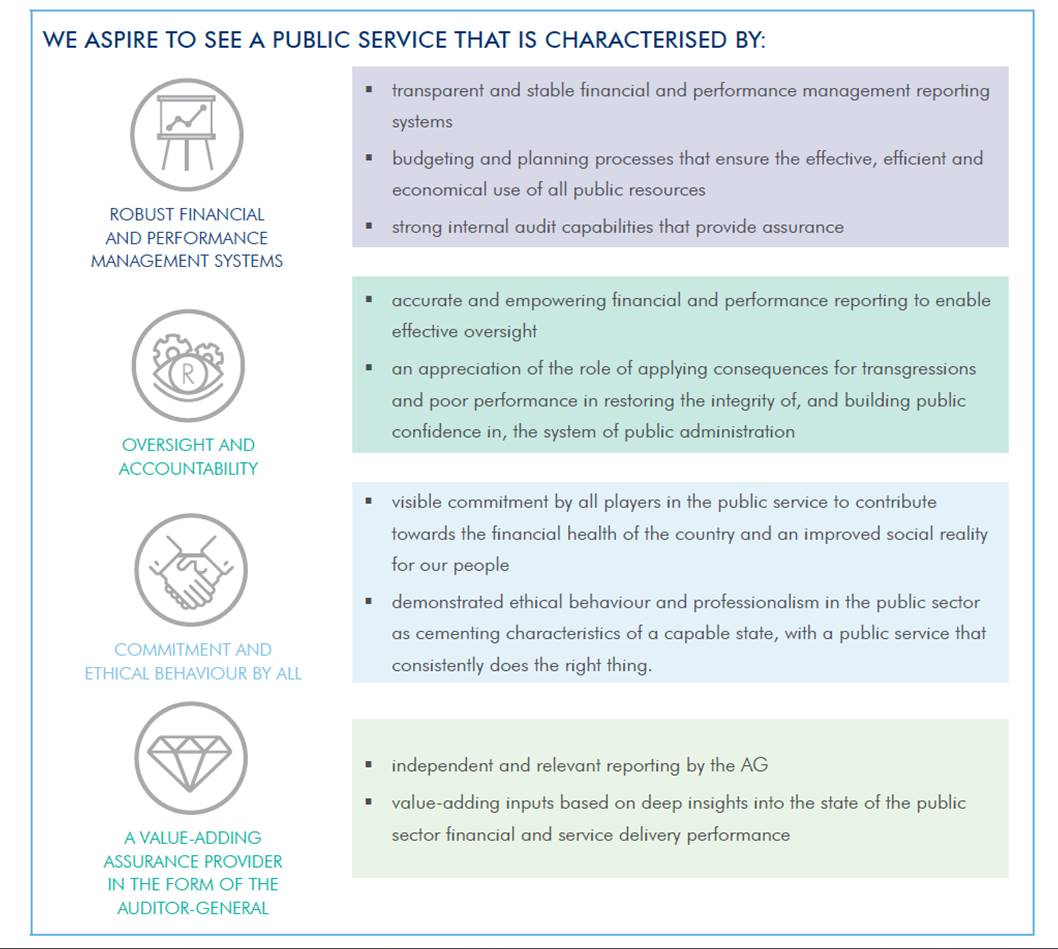 WE ASPIRE TO SEE A PUBLIC SERVICE THAT IS CHARACTERISED BY:
ROBUST FINANCIAL
AND PERFORMANCE
MANAGEMENT SYSTEMS
▪ transparent and stable financial and performance management reporting
systems
▪ budgeting and planning processes that ensure the effective, efficient and
economical use of all public resources
▪ strong internal audit capabilities that provide assurance
R
OVERSIGHT AND
ACCOUNTABILITY
▪ accurate and empowering financial and performance reporting to enable
effective oversight
▪ an appreciation of the role of applying consequences for transgressions
and poor performance in restoring the integrity of, and building public
confidence in, the system of public administration
COMMITMENT AND
ETHICAL BEHAVIOUR BY ALL
▪ visible commitment by all players in the public service to contribute
towards the financial health of the country and an improved social reality
for our people
▪ demonstrated ethical behaviour and professionalism in the public sector
as cementing characteristics of a capable state, with a public service that
consistently does the right thing.
A VALUE-ADDING
ASSURANCE PROVIDER
IN THE FORM OF THE
AUDITOR-GENERAL
▪ independent and relevant reporting by the AG
▪ value-adding inputs based on deep insights into the state of the public
sector financial and service delivery performance